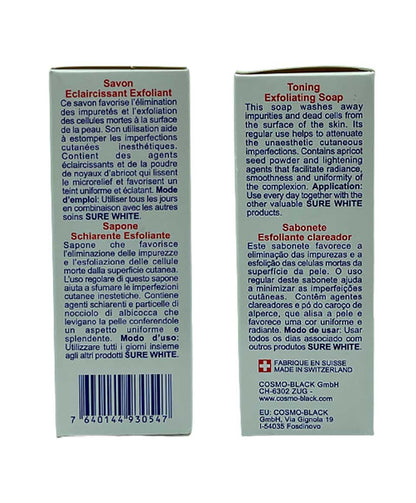 Savon
Eclaircissant Exfoliant
Ce savon favorise l'élimination
des impuretés et l'exfoliation
des cellules mortes à la surface
de la peau. Son utilisation aide
à estomper les imperfections
cutanées inesthétiques.
Contient des agents
éclaircissants et de la poudre
de noyaux d'abricot qui lissent
le microrelief et favorisent un
teint uniforme et éclatant. Mode
d'emploi: Utiliser tous les jours
en combinaison avec les autres
soins SURE WHITE.
Sapone
Schiarente Esfoliante
Sapone che favorisce
l'eliminazione delle impurezze
e l'esfoliazione delle cellule
morte dalla superficie cutanea.
L'uso regolare di questo sapone
aiuta a sfumare le imperfezioni
cutanee inestetiche. Contiene
agenti schiarenti e particelle di
nocciolo di albicocca che
levigano la pelle conferendole
un aspetto uniforme e
splendente. Modo d'uso:
Utilizzare tutti i giorni insieme
agli altri prodotti SURE WHITE.
7 640144 930547
Toning
Exfoliating Soap
This soap washes away
impurities and dead cells from
the surface of the skin. Its
regular use helps to attenuate
the unaesthetic cutaneous
imperfections. Contains apricot
seed powder and lightening
agents that facilitate radiance,
smoothness and uniformity of
the complexion. Application:
Use every day together with the
other valuable SURE WHITE
products.
Sabonete
Esfoliante clareador
Este sabonete favorece a
eliminação das impurezas e a
esfolição das células mortas da
superfície da pele. O uso
regular deste sabonete ajuda
a minimizar as imperfeições
cutâneas. Contêm agentes
clareadores e pó do caroço de
alperce, que alisa a pele e
favorece uma cor uniforme e
radiante. Modo de usar: Usar
todos os dias associado com
outros produtos SURE WHITE.
FABRIQUE EN SUISSE
MADE IN SWITZERLAND
COSMO-BLACK GmbH
CH-6302 ZUG -
www.cosmo-black.com
EU: COSMO-BLACK
GmbH, Via Gignola 19
I-54035 Fosdinovo